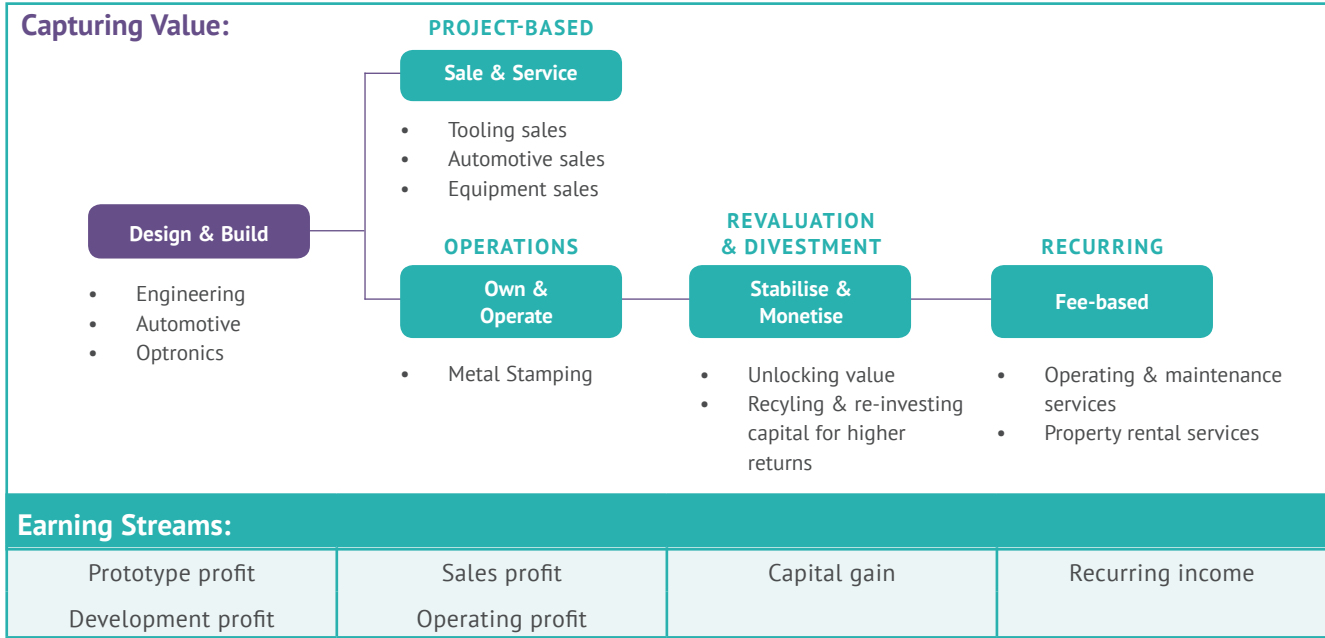 Capturing Value:
PROJECT-BASED
Sale & Service
• Tooling sales
• Automotive sales
• Equipment sales
Design & Build
• Engineering
• Automotive
• Optronics
OPERATIONS
Own &
Operate
• Metal Stamping
REVALUATION
& DIVESTMENT
Stabilise &
Monetise
• Unlocking value
• Recyling & re-investing
capital for higher
returns
RECURRING
Fee-based
• Operating & maintenance
services
• Property rental services
Earning Streams:
Prototype profit
Development profit
Sales profit
Operating profit
Capital gain
Recurring income